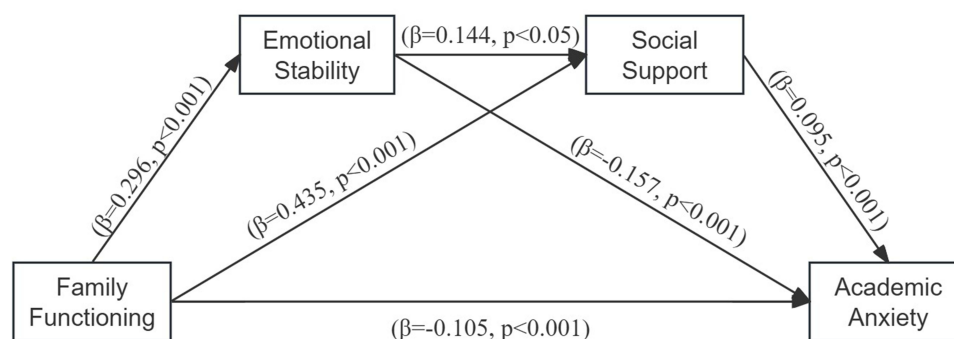 Emotional
Stability
(β=0.144, p<0.05)
Social
Support
(β=0.296, p<0.001)
(β=0.435, p<0.001)
(β=-0.157, p<0.001)
(β=0.095, p<0.001)
Family
Functioning
(β=-0.105, p<0.001)
Academic
Anxiety